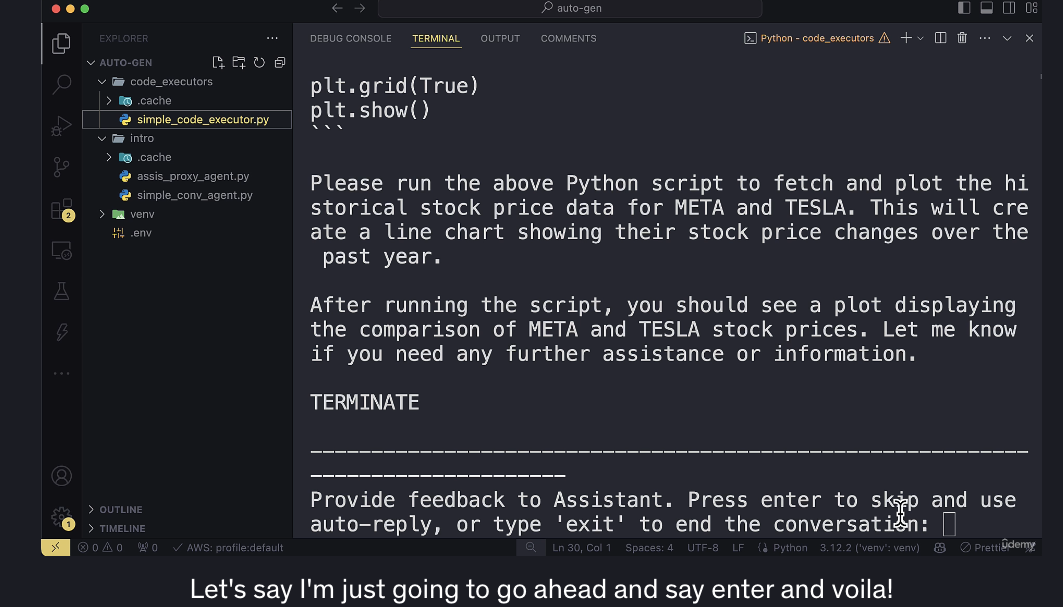 auto-gen
EXPLORER
DEBUG CONSOLE
TERMINAL
OUTPUT
COMMENTS
Python - code_executors
AUTO-GEN
code_executors
.cache
simple_code_executor.py
intro
.cache
assis_proxy_agent.py
simple_conv_agent.py
venv
.env
2
plt.grid(True)
plt.show()
```
Please run the above Python script to fetch and plot the hi
storical stock price data for META and TESLA. This will cre
ate a line chart showing their stock price changes over the
past year.
After running the script, you should see a plot displaying
the comparison of META and TESLA stock prices. Let me know
if you need any further assistance or information.
TERMINATE
-----------------------------------------------------------
---------------------
Provide feedback to Assistant. Press enter to skip and use
auto-reply, or type 'exit' to end the conversation:
OUTLINE
TIMELINE
1
0 0 0 AWS: profile:default Ln 30, Col 1 Spaces: 4 UTF-8 LF Python 3.12.2 ('venv': venv)
udemy
Let's say I'm just going to go ahead and say enter and voila!